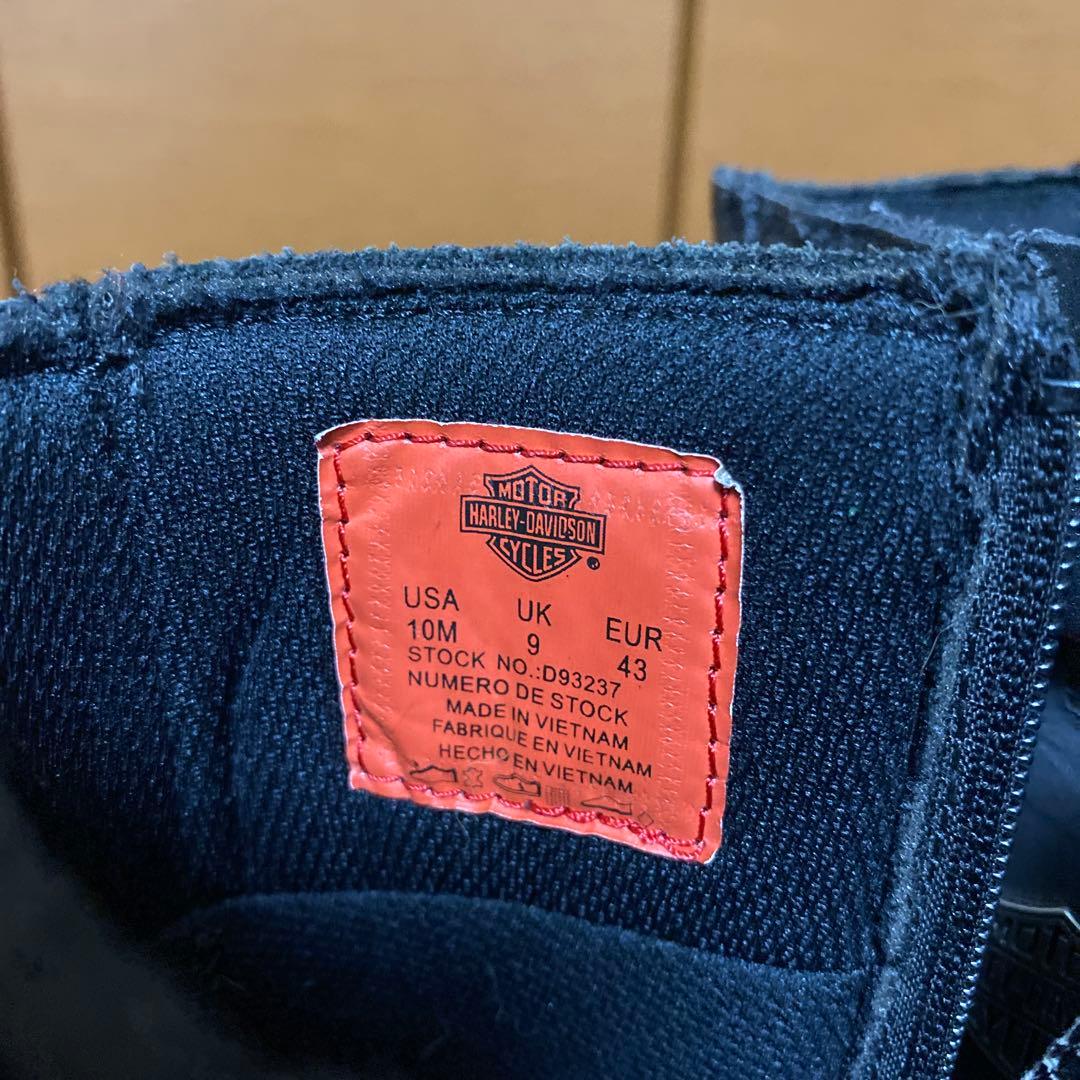 MOTOR
HARLEY-DAVIDSON
CYCLES
USA UK EUR
10M 9 43
STOCK NO.:D93237
NUMERO DE STOCK
MADE IN VIETNAM
FABRIQUE EN VIETNAM
HECHO EN VIETNAM